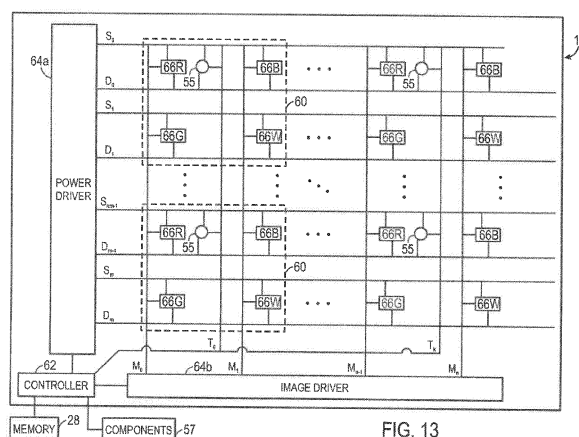 64a
1
S₀
66R
55
66B
66R
55
66B
D₀
60
S₁
66G
66W
66G
66W
D₁
POWER DRIVER
Sₘ₋₁
66R
55
66B
66R
55
66B
Dₘ₋₁
60
Sₘ
66G
66W
66G
66W
Dₘ
62
T₀
Tₖ
M₀
64b
M₁
Mₙ₋₁
Mₙ
CONTROLLER
IMAGE DRIVER
MEMORY
28
COMPONENTS
57
FIG. 13